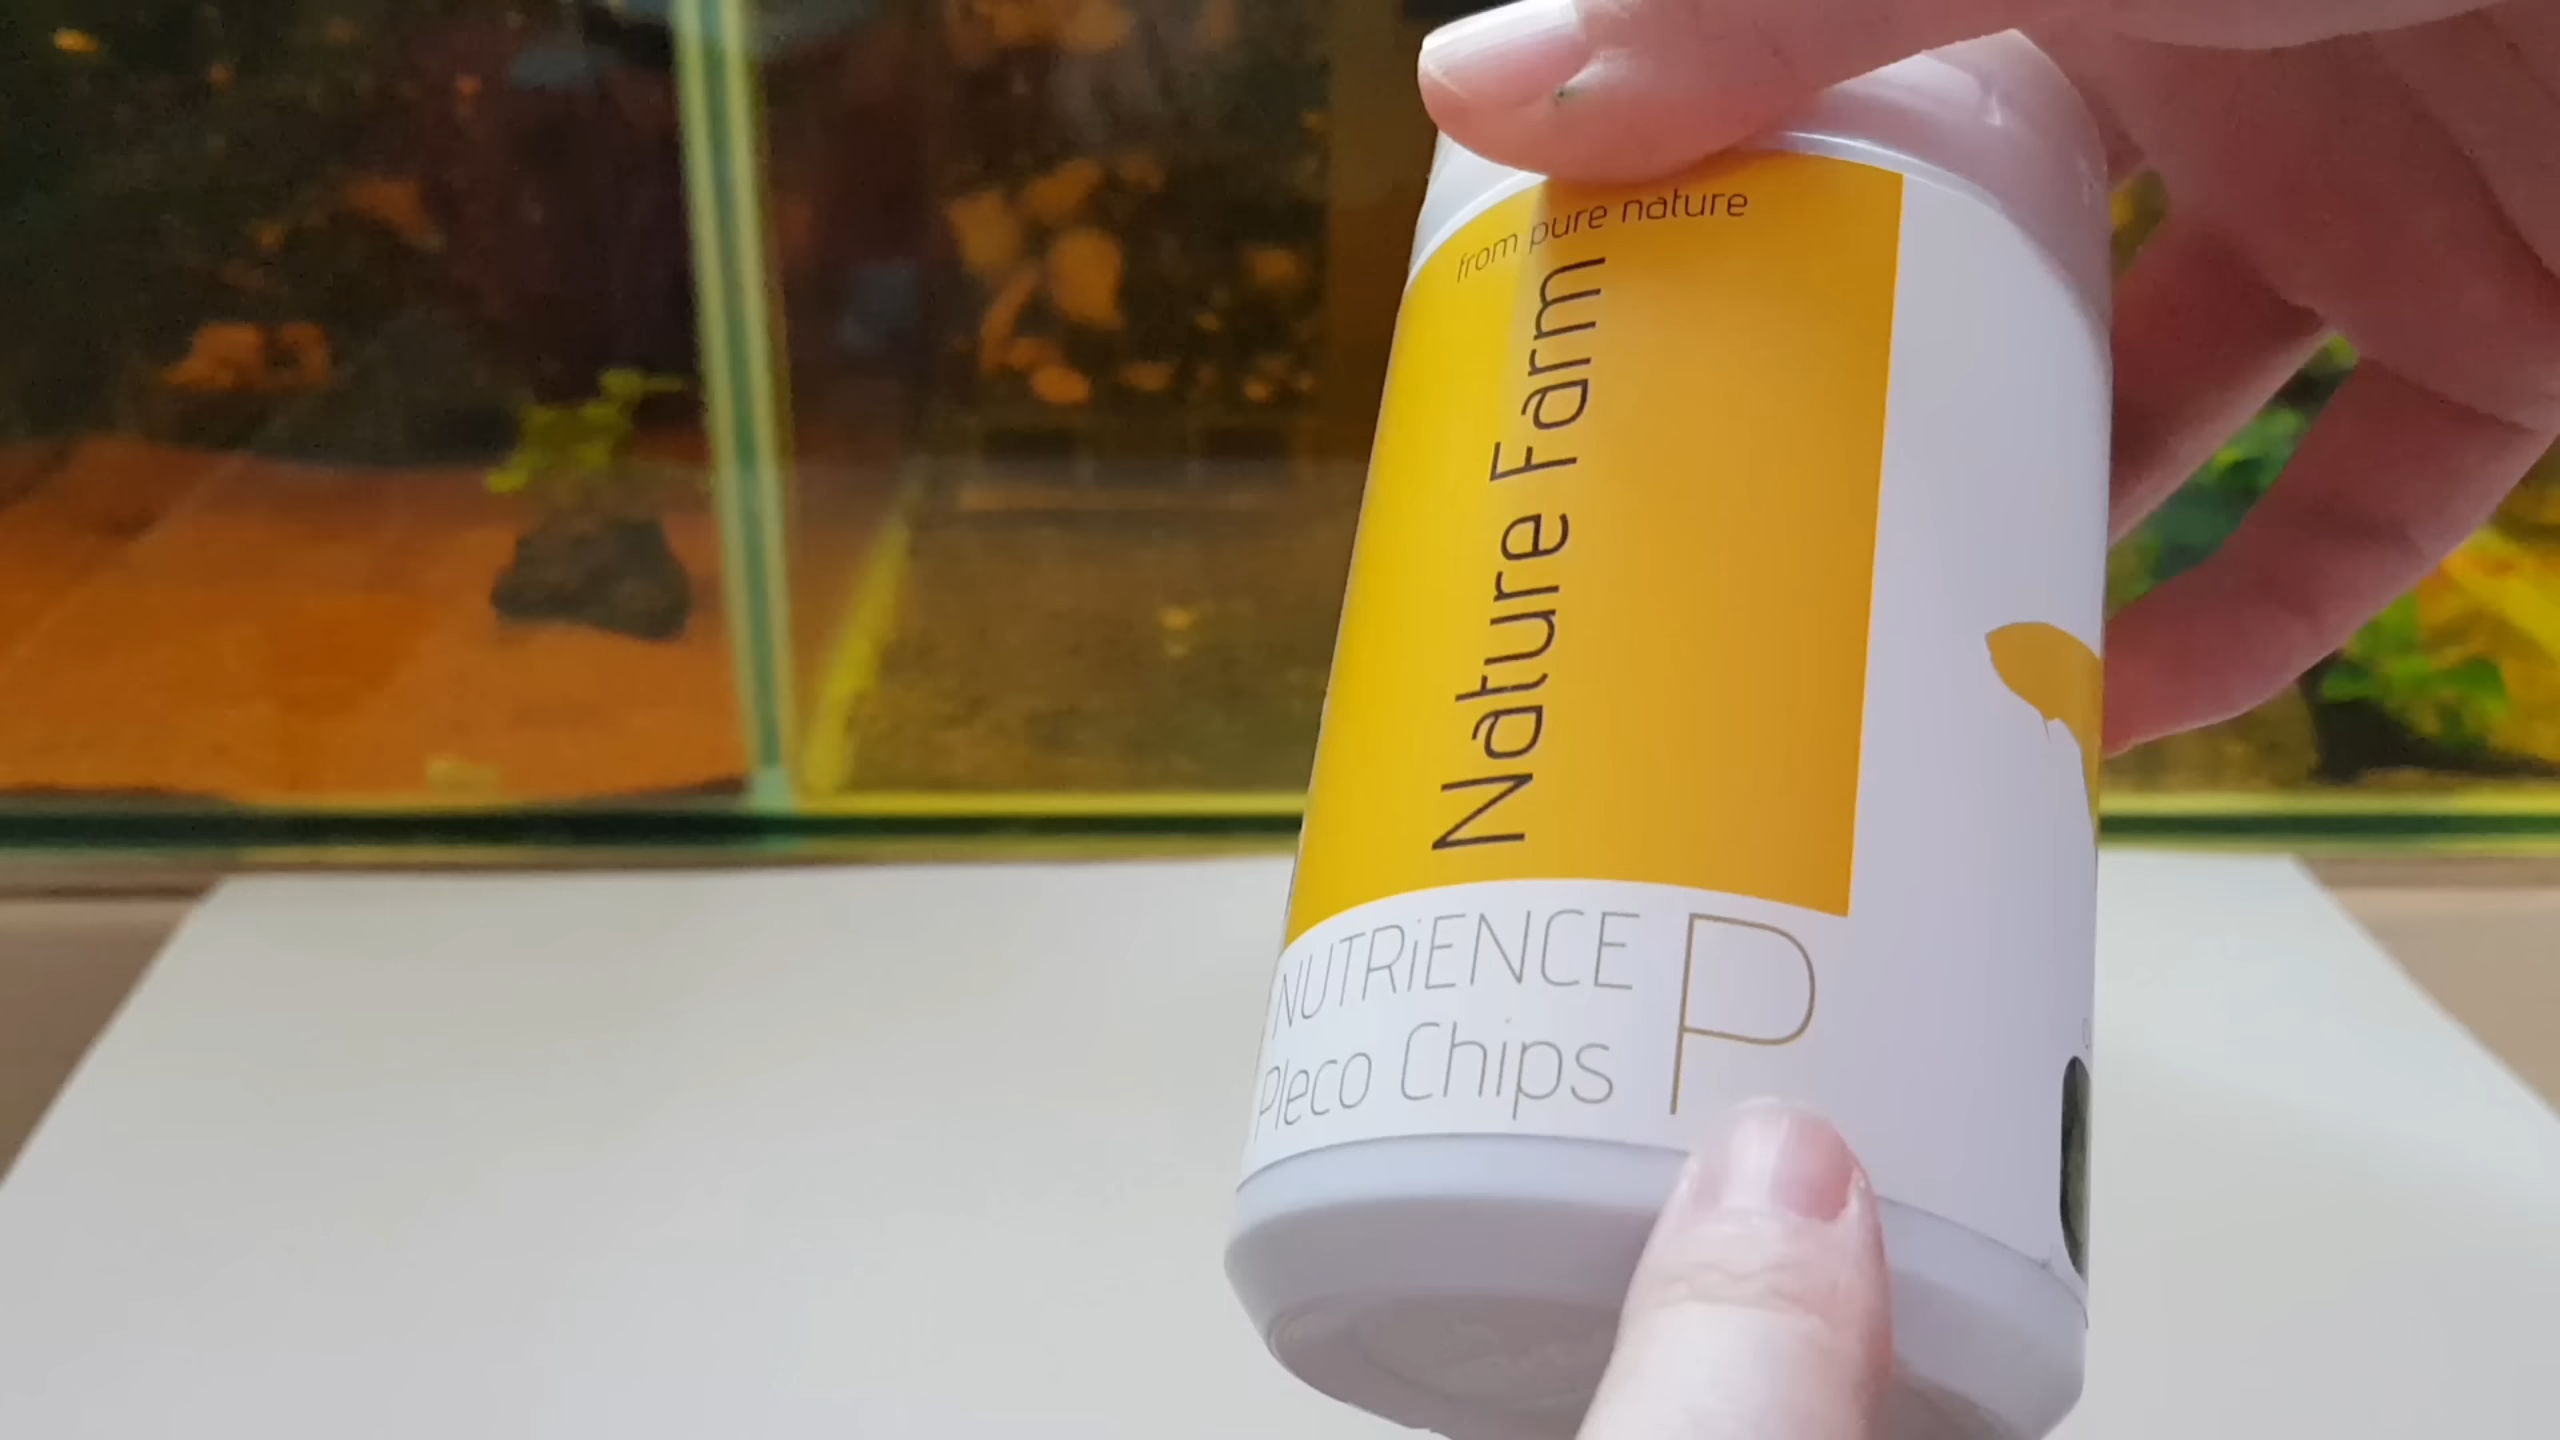 from pure nature
Nature Farm
NUTRiENCE
Pleco Chips
P